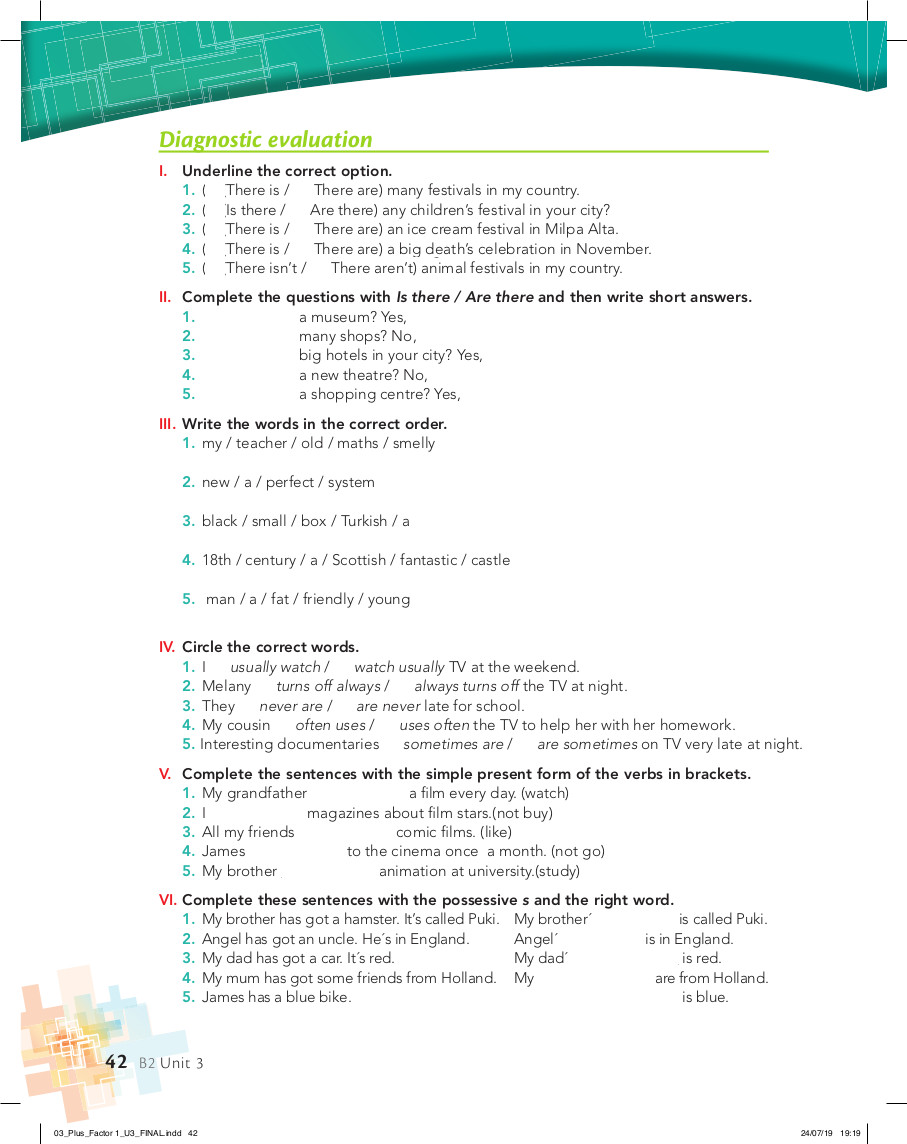 Diagnostic evaluation
I. Underline the correct option.
1. ( There is / There are) many festivals in my country.
2. ( Is there / Are there) any children's festival in your city?
3. ( There is / There are) an ice cream festival in Milpa Alta.
4. ( There is / There are) a big death's celebration in November.
5. ( There isn't / There aren't) animal festivals in my country.
II. Complete the questions with Is there / Are there and then write short answers.
1. a museum? Yes,
2. many shops? No,
3. big hotels in your city? Yes,
4. a new theatre? No,
5. a shopping centre? Yes,
III. Write the words in the correct order.
1. my / teacher / old / maths / smelly
2. new / a / perfect / system
3. black / small / box / Turkish / a
4. 18th / century / a / Scottish / fantastic / castle
5. man / a / fat / friendly / young
IV. Circle the correct words.
1. I usually watch / watch usually TV at the weekend.
2. Melany turns off always / always turns off the TV at night.
3. They never are / are never late for school.
4. My cousin often uses / uses often the TV to help her with her homework.
5. Interesting documentaries sometimes are / are sometimes on TV very late at night.
V. Complete the sentences with the simple present form of the verbs in brackets.
1. My grandfather a film every day. (watch)
2. I magazines about film stars.(not buy)
3. All my friends comic films. (like)
4. James to the cinema once a month. (not go)
5. My brother animation at university.(study)
VI. Complete these sentences with the possessive s and the right word.
1. My brother has got a hamster. It's called Puki. My brother´ is called Puki.
2. Angel has got an uncle. He´s in England. Angel´ is in England.
3. My dad has got a car. It´s red. My dad´ is red.
4. My mum has got some friends from Holland. My are from Holland.
5. James has a blue bike. is blue.
42 B2 Unit 3
03_Plus_Factor 1_U3_FINAL.indd 42 24/07/19 19:19